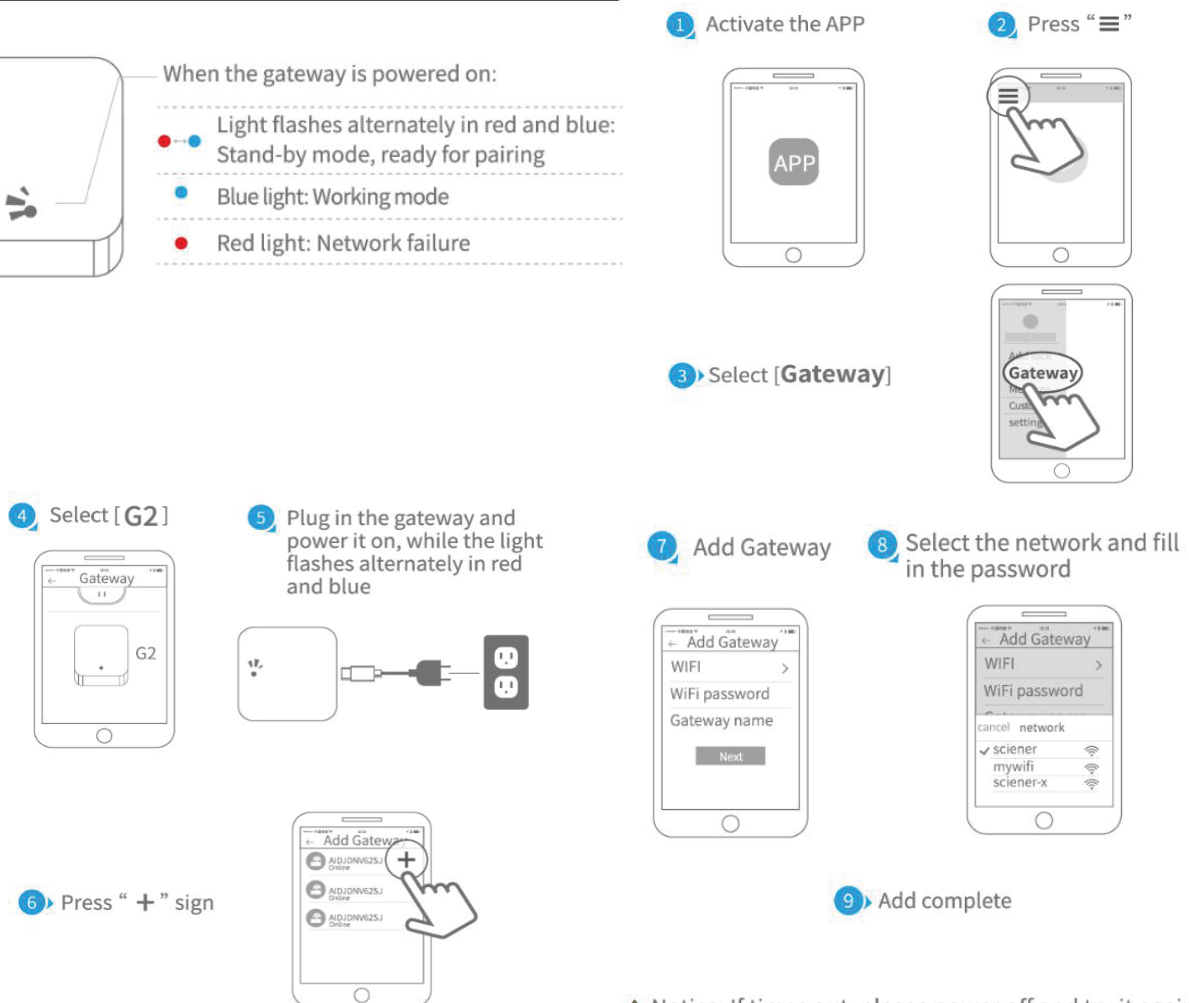 When the gateway is powered on:
Light flashes alternately in red and blue:
Stand-by mode, ready for pairing
Blue light: Working mode
Red light: Network failure
1 Activate the APP
APP
2 Press “☰”
3 Select [Gateway]
Gateway
setting
4 Select [G2]
← Gateway
G2
5 Plug in the gateway and
power it on, while the light
flashes alternately in red
and blue
6 Press “ + ” sign
← Add Gateway
+
AIDJDNV62SJ
Online
AIDJDNV62SJ
Online
AIDJDNV62SJ
Online
7 Add Gateway
← Add Gateway
WIFI >
WiFi password
Gateway name
Next
8 Select the network and fill
in the password
← Add Gateway
WIFI >
WiFi password
cancel network
✓ sciener
mywifi
sciener-x
9 Add complete